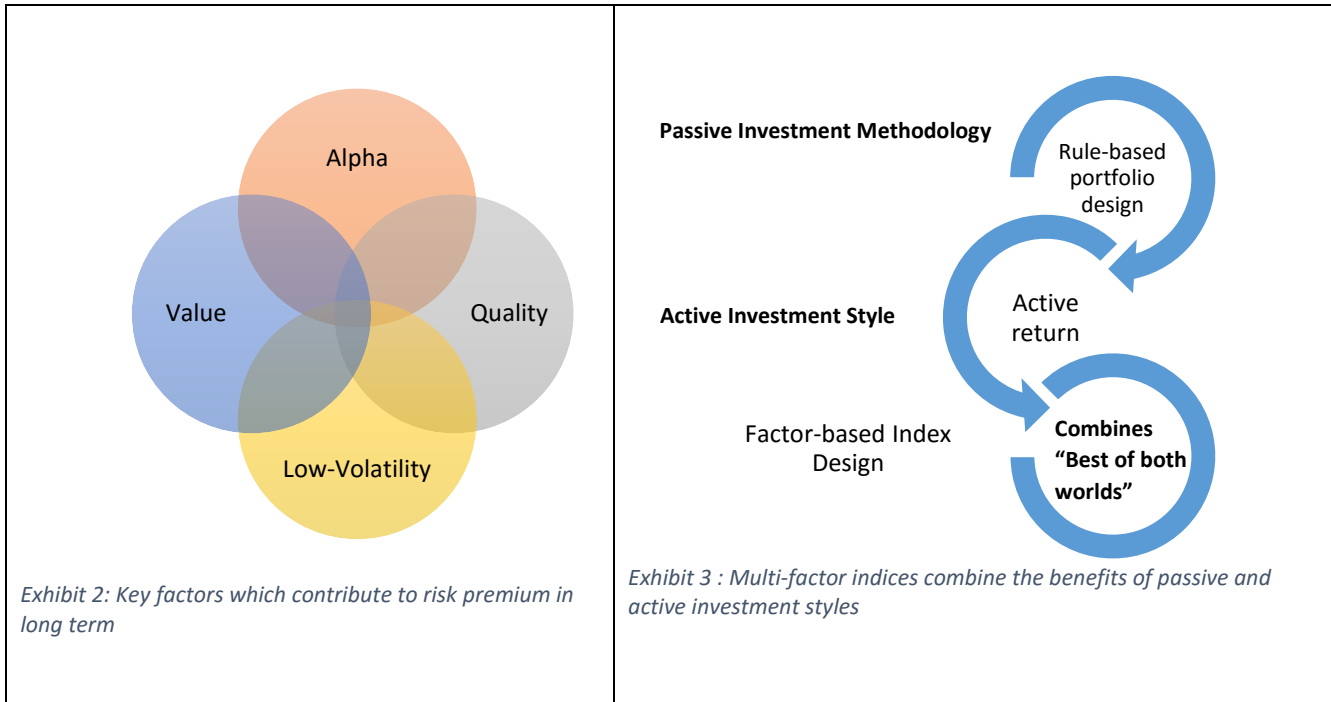 Alpha
Value
Quality
Low-Volatility
Exhibit 2: Key factors which contribute to risk premium in
long term
Passive Investment Methodology
Rule-based
portfolio
design
Active Investment Style
Active
return
Factor-based Index
Design
Combines
“Best of both
worlds”
Exhibit 3 : Multi-factor indices combine the benefits of passive and
active investment styles